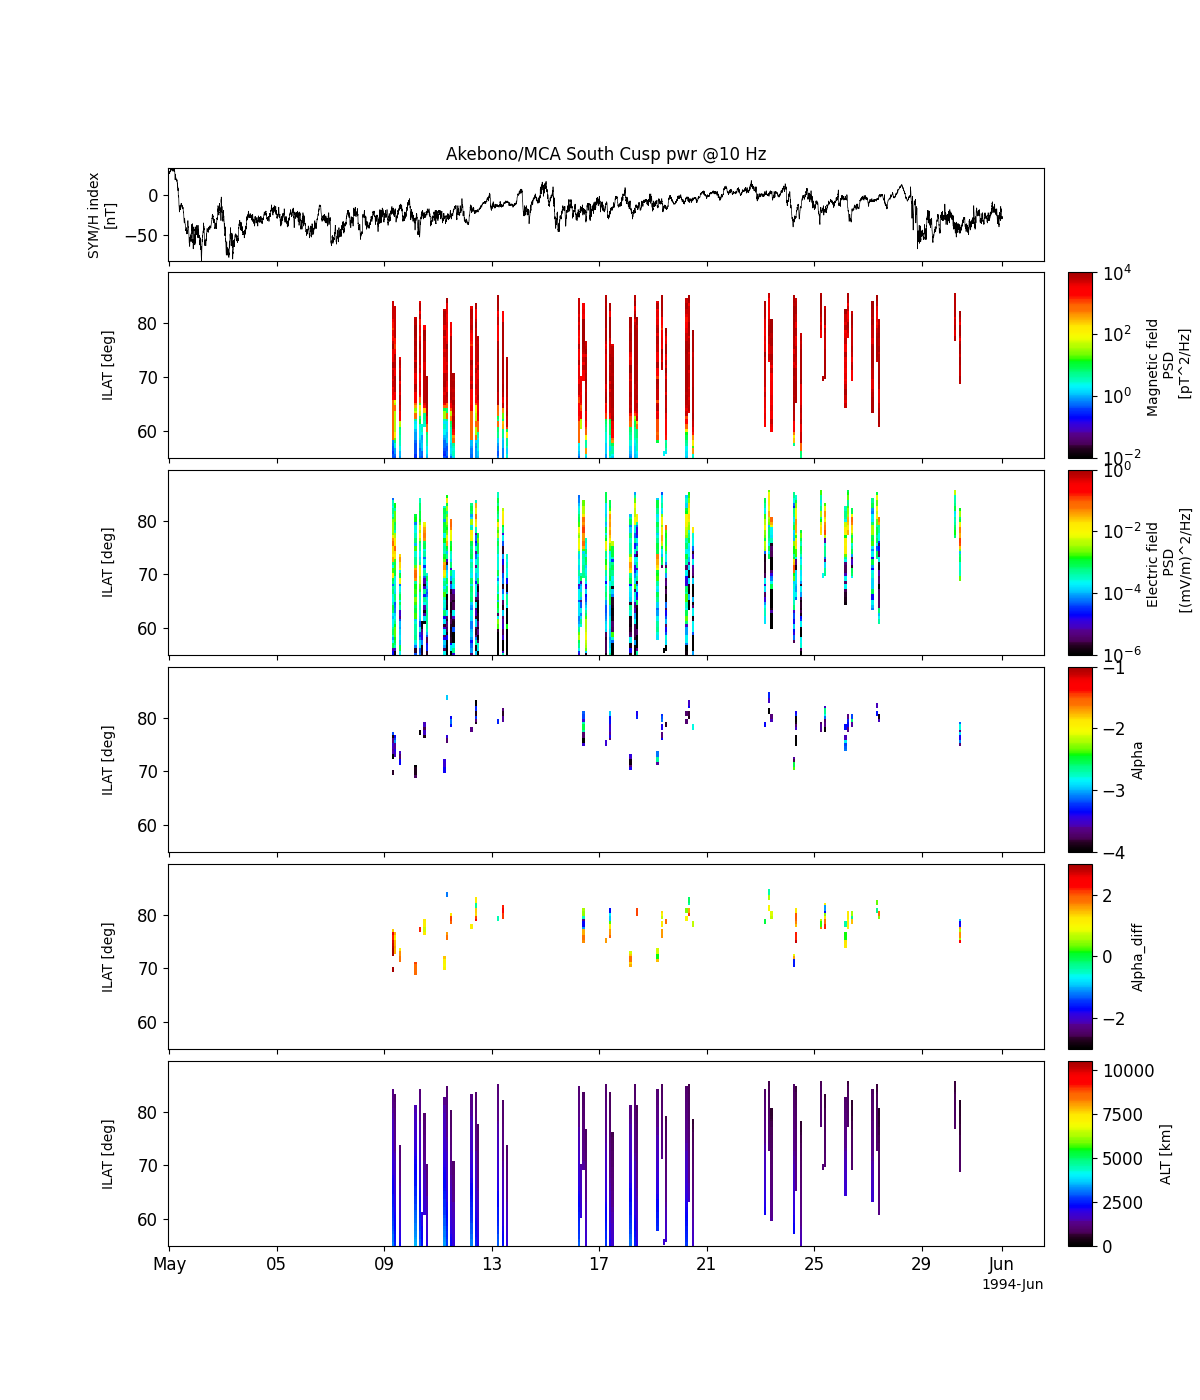 Akebono/MCA South Cusp pwr @10 Hz
SYM/H index
[nT]
0
−50
ILAT [deg]
80
70
60
10^4
10^2
10^0
10^-2
Magnetic field
PSD
[pT^2/Hz]
ILAT [deg]
80
70
60
10^0
10^-2
10^-4
10^-6
Electric field
PSD
[(mV/m)^2/Hz]
ILAT [deg]
80
70
60
−1
−2
−3
−4
Alpha
ILAT [deg]
80
70
60
2
0
−2
Alpha_diff
ILAT [deg]
80
70
60
10000
7500
5000
2500
0
ALT [km]
May 05 09 13 17 21 25 29 Jun
1994-Jun